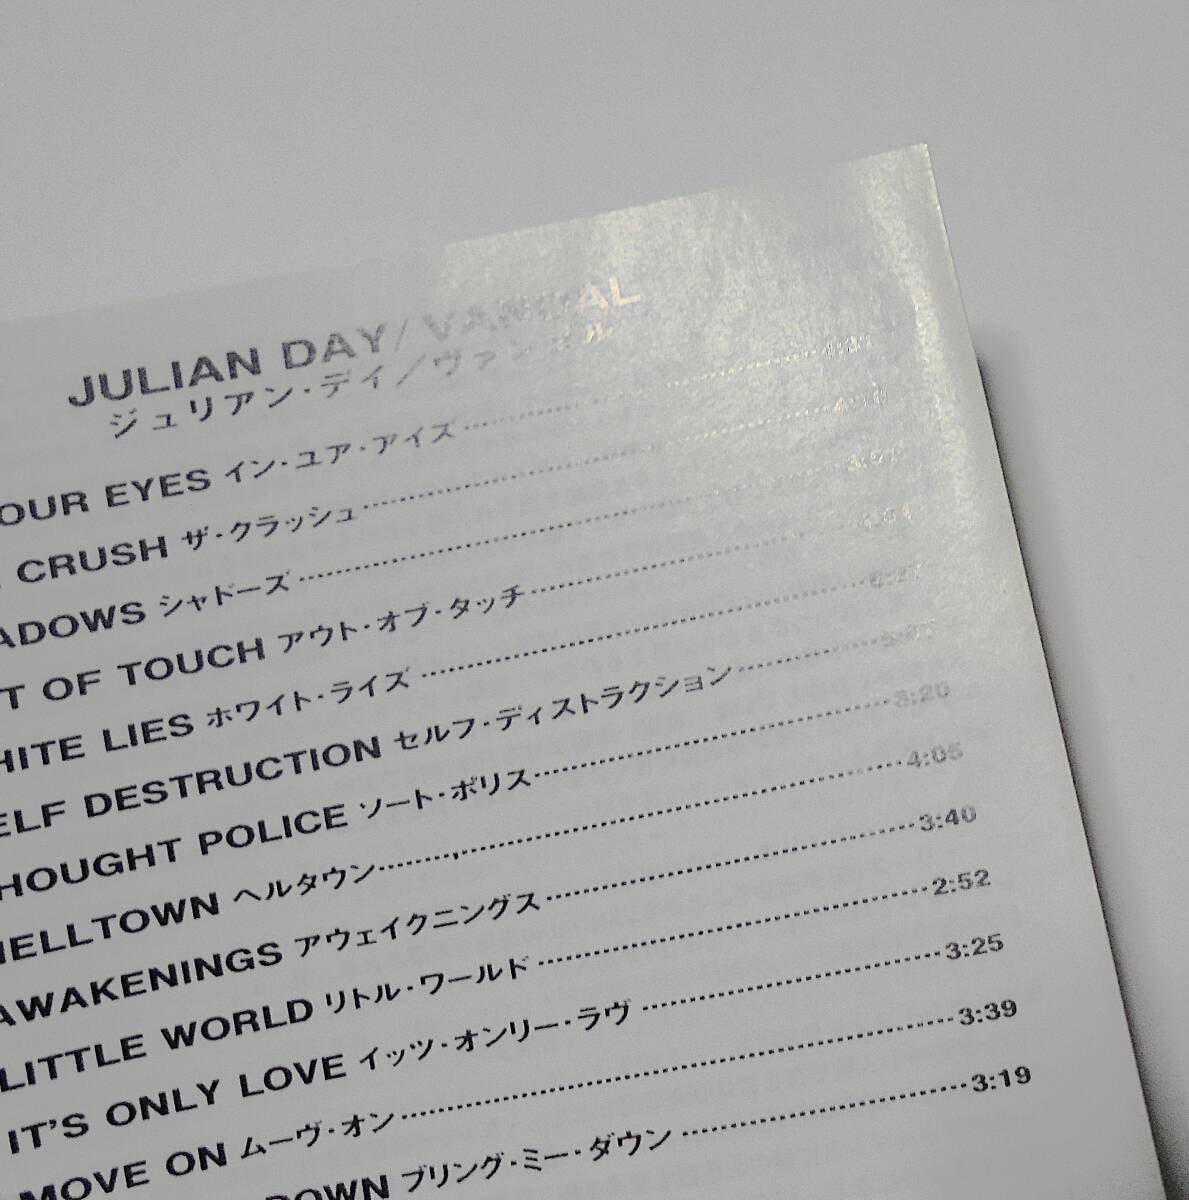 JULIAN DAY/ VANDAL
ジュリアン・デイ／ヴァンダル
OUR EYES イン・ユア・アイズ
CRUSH ザ・クラッシュ 4:18
ADOWS シャドーズ
T OF TOUCH アウト・オブ・タッチ
HITE LIES ホワイト・ライズ
ELF DESTRUCTION セルフ・ディストラクション
HOUGHT POLICE ソート・ポリス 3:20
HELLTOWN ヘルタウン 4:05
AWAKENINGS アウェイクニングス 3:40
LITTLE WORLD リトル・ワールド 2:52
IT'S ONLY LOVE イッツ・オンリー・ラヴ 3:25
MOVE ON ムーヴ・オン 3:39
DOWN ブリング・ミー・ダウン 3:19